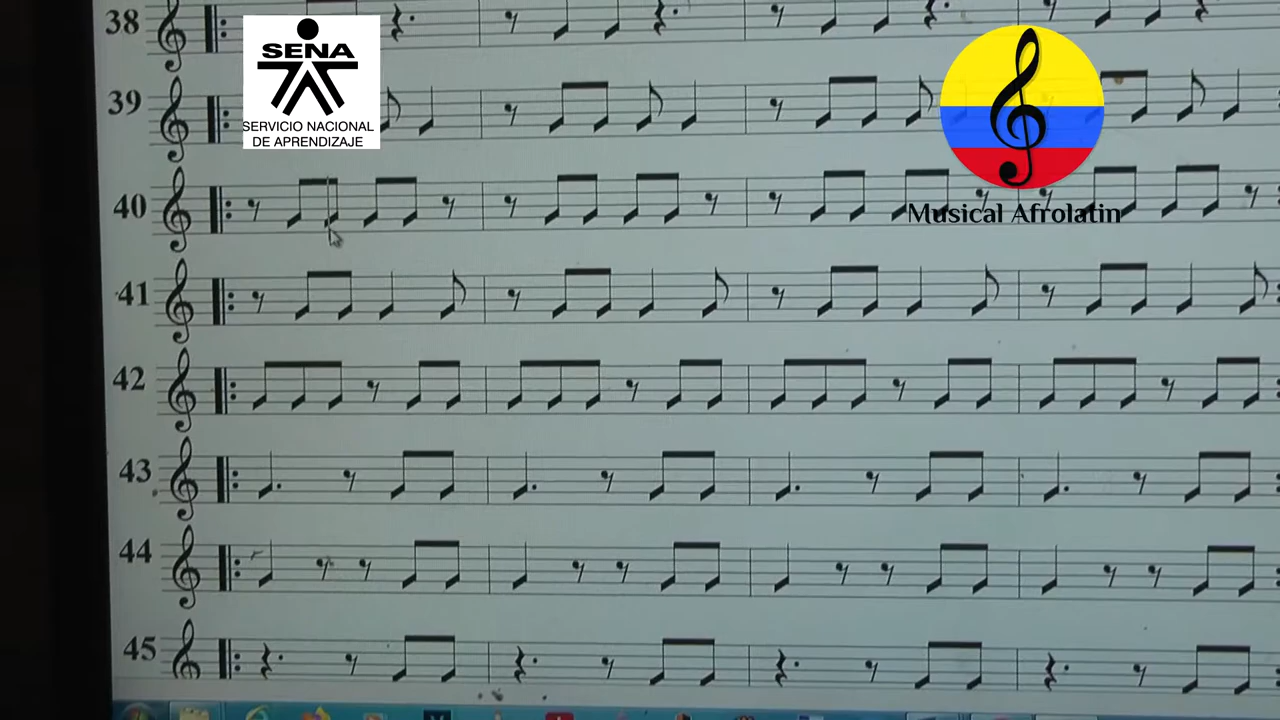 38
SENA
SERVICIO NACIONAL
DE APRENDIZAJE
39
40
Musical Afrolatin
41
42
43
44
45